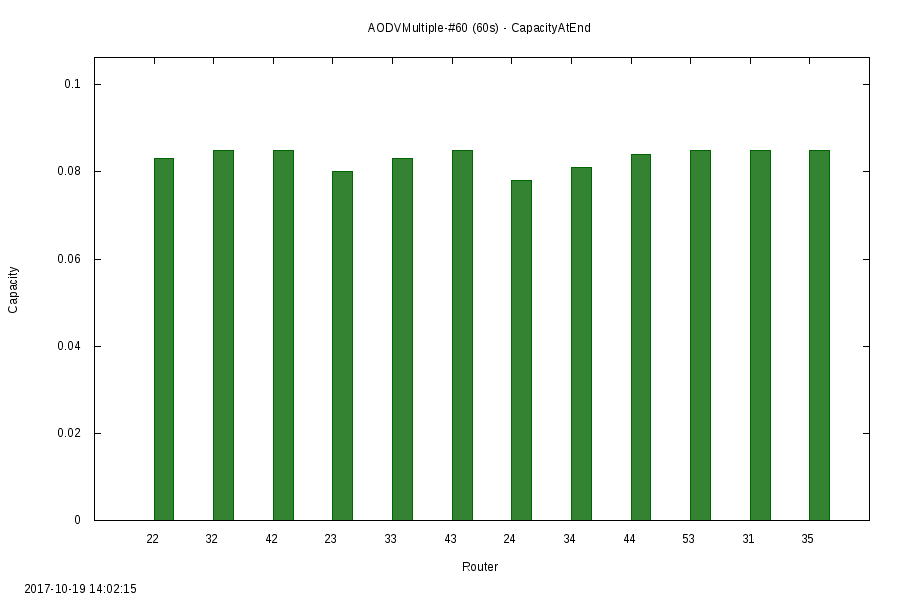 AODVMultiple-#60 (60s) - CapacityAtEnd
0.1
0.08
0.06
0.04
0.02
0
Capacity
22 32 42 23 33 43 24 34 44 53 31 35
Router
2017-10-19 14:02:15